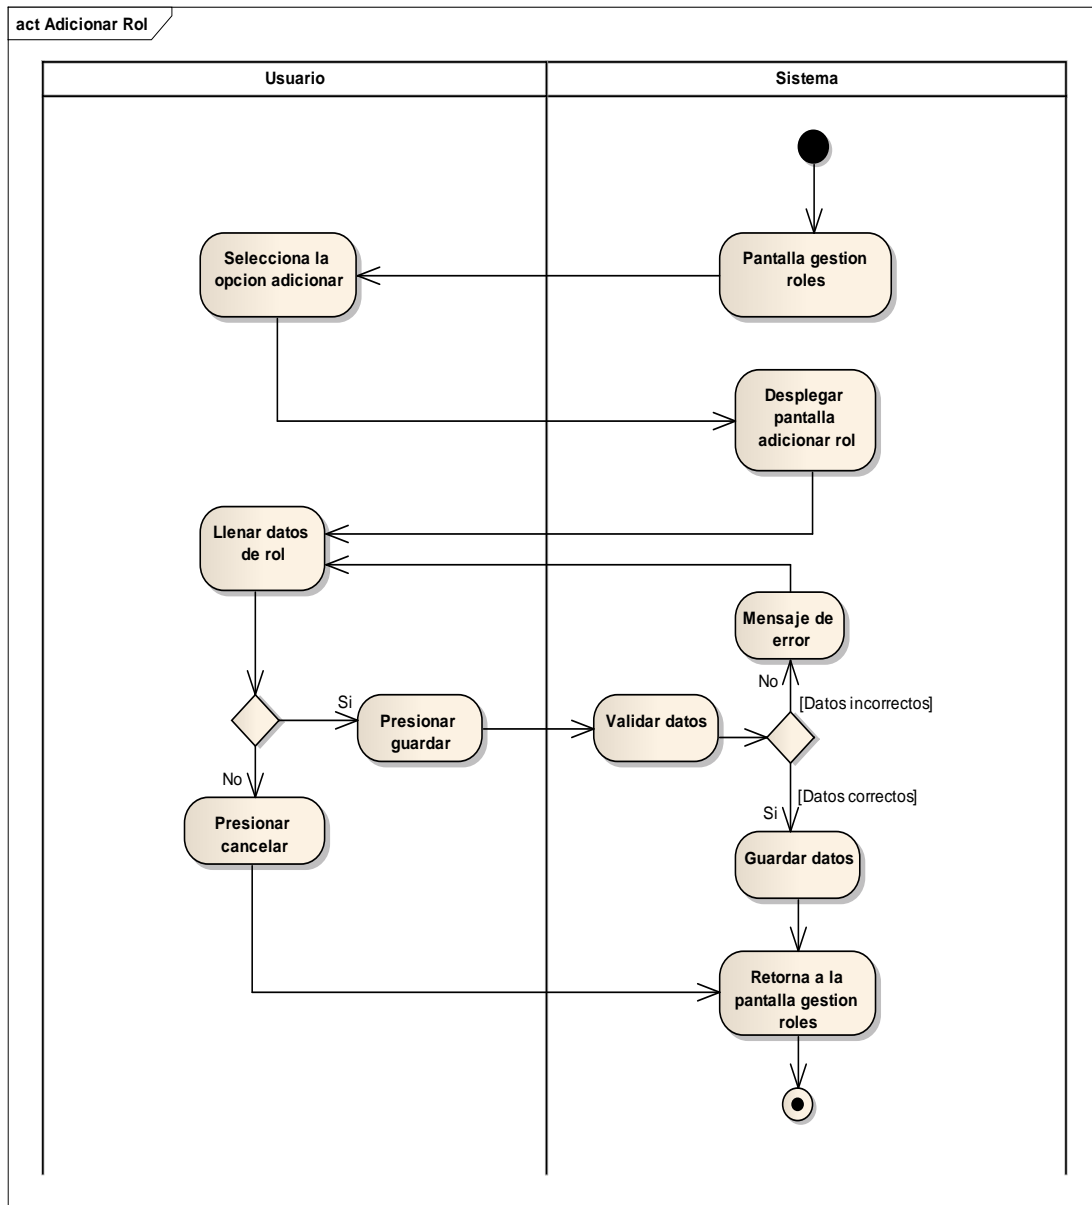 act Adicionar Rol
Usuario
Sistema
Selecciona la
opcion adicionar
Pantalla gestion
roles
Desplegar
pantalla
adicionar rol
Llenar datos
de rol
Mensaje de
error
No
[Datos incorrectos]
Si
Presionar
guardar
Validar datos
No
[Datos correctos]
Si
Presionar
cancelar
Guardar datos
Retorna a la
pantalla gestion
roles